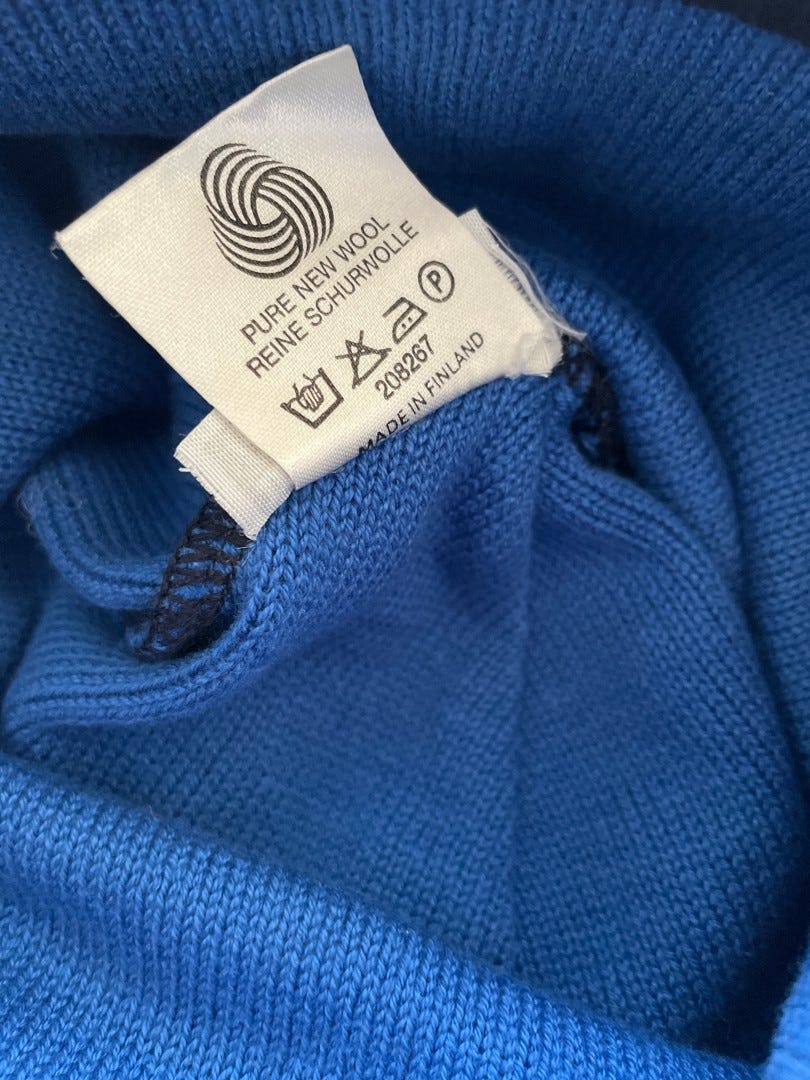 PURE NEW WOOL
REINE SCHURWOLLE
P
208267
MADE IN FINLAND